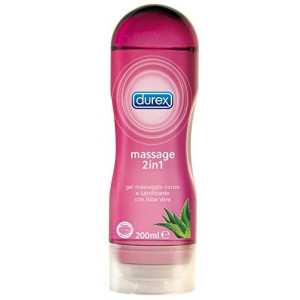 durex
massage
2in1
gel massaggio corpo
e lubrificante
con Aloe Vera
200ml e